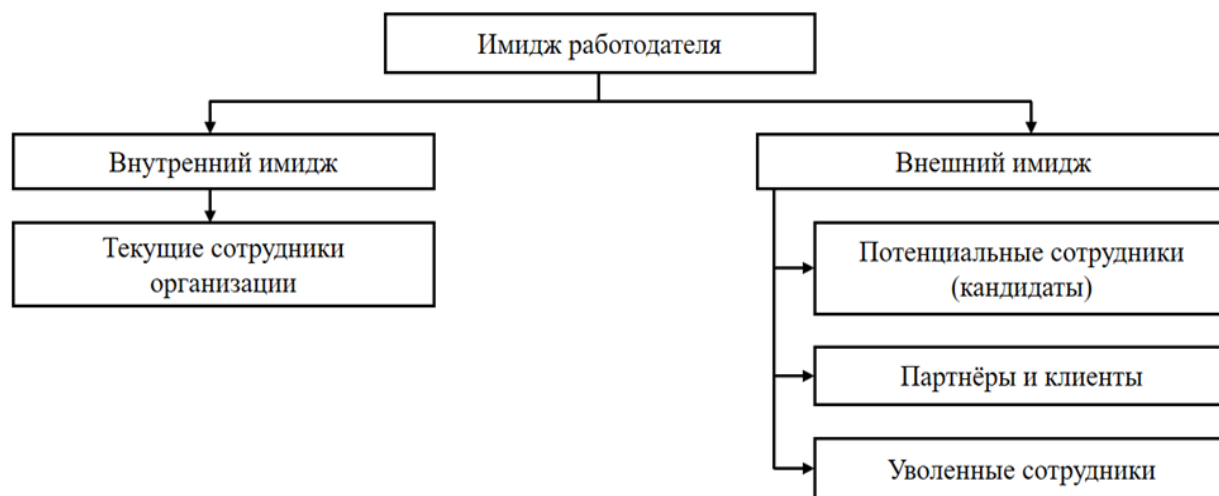 Имидж работодателя
Внутренний имидж
Текущие сотрудники
организации
Внешний имидж
Потенциальные сотрудники
(кандидаты)
Партнёры и клиенты
Уволенные сотрудники